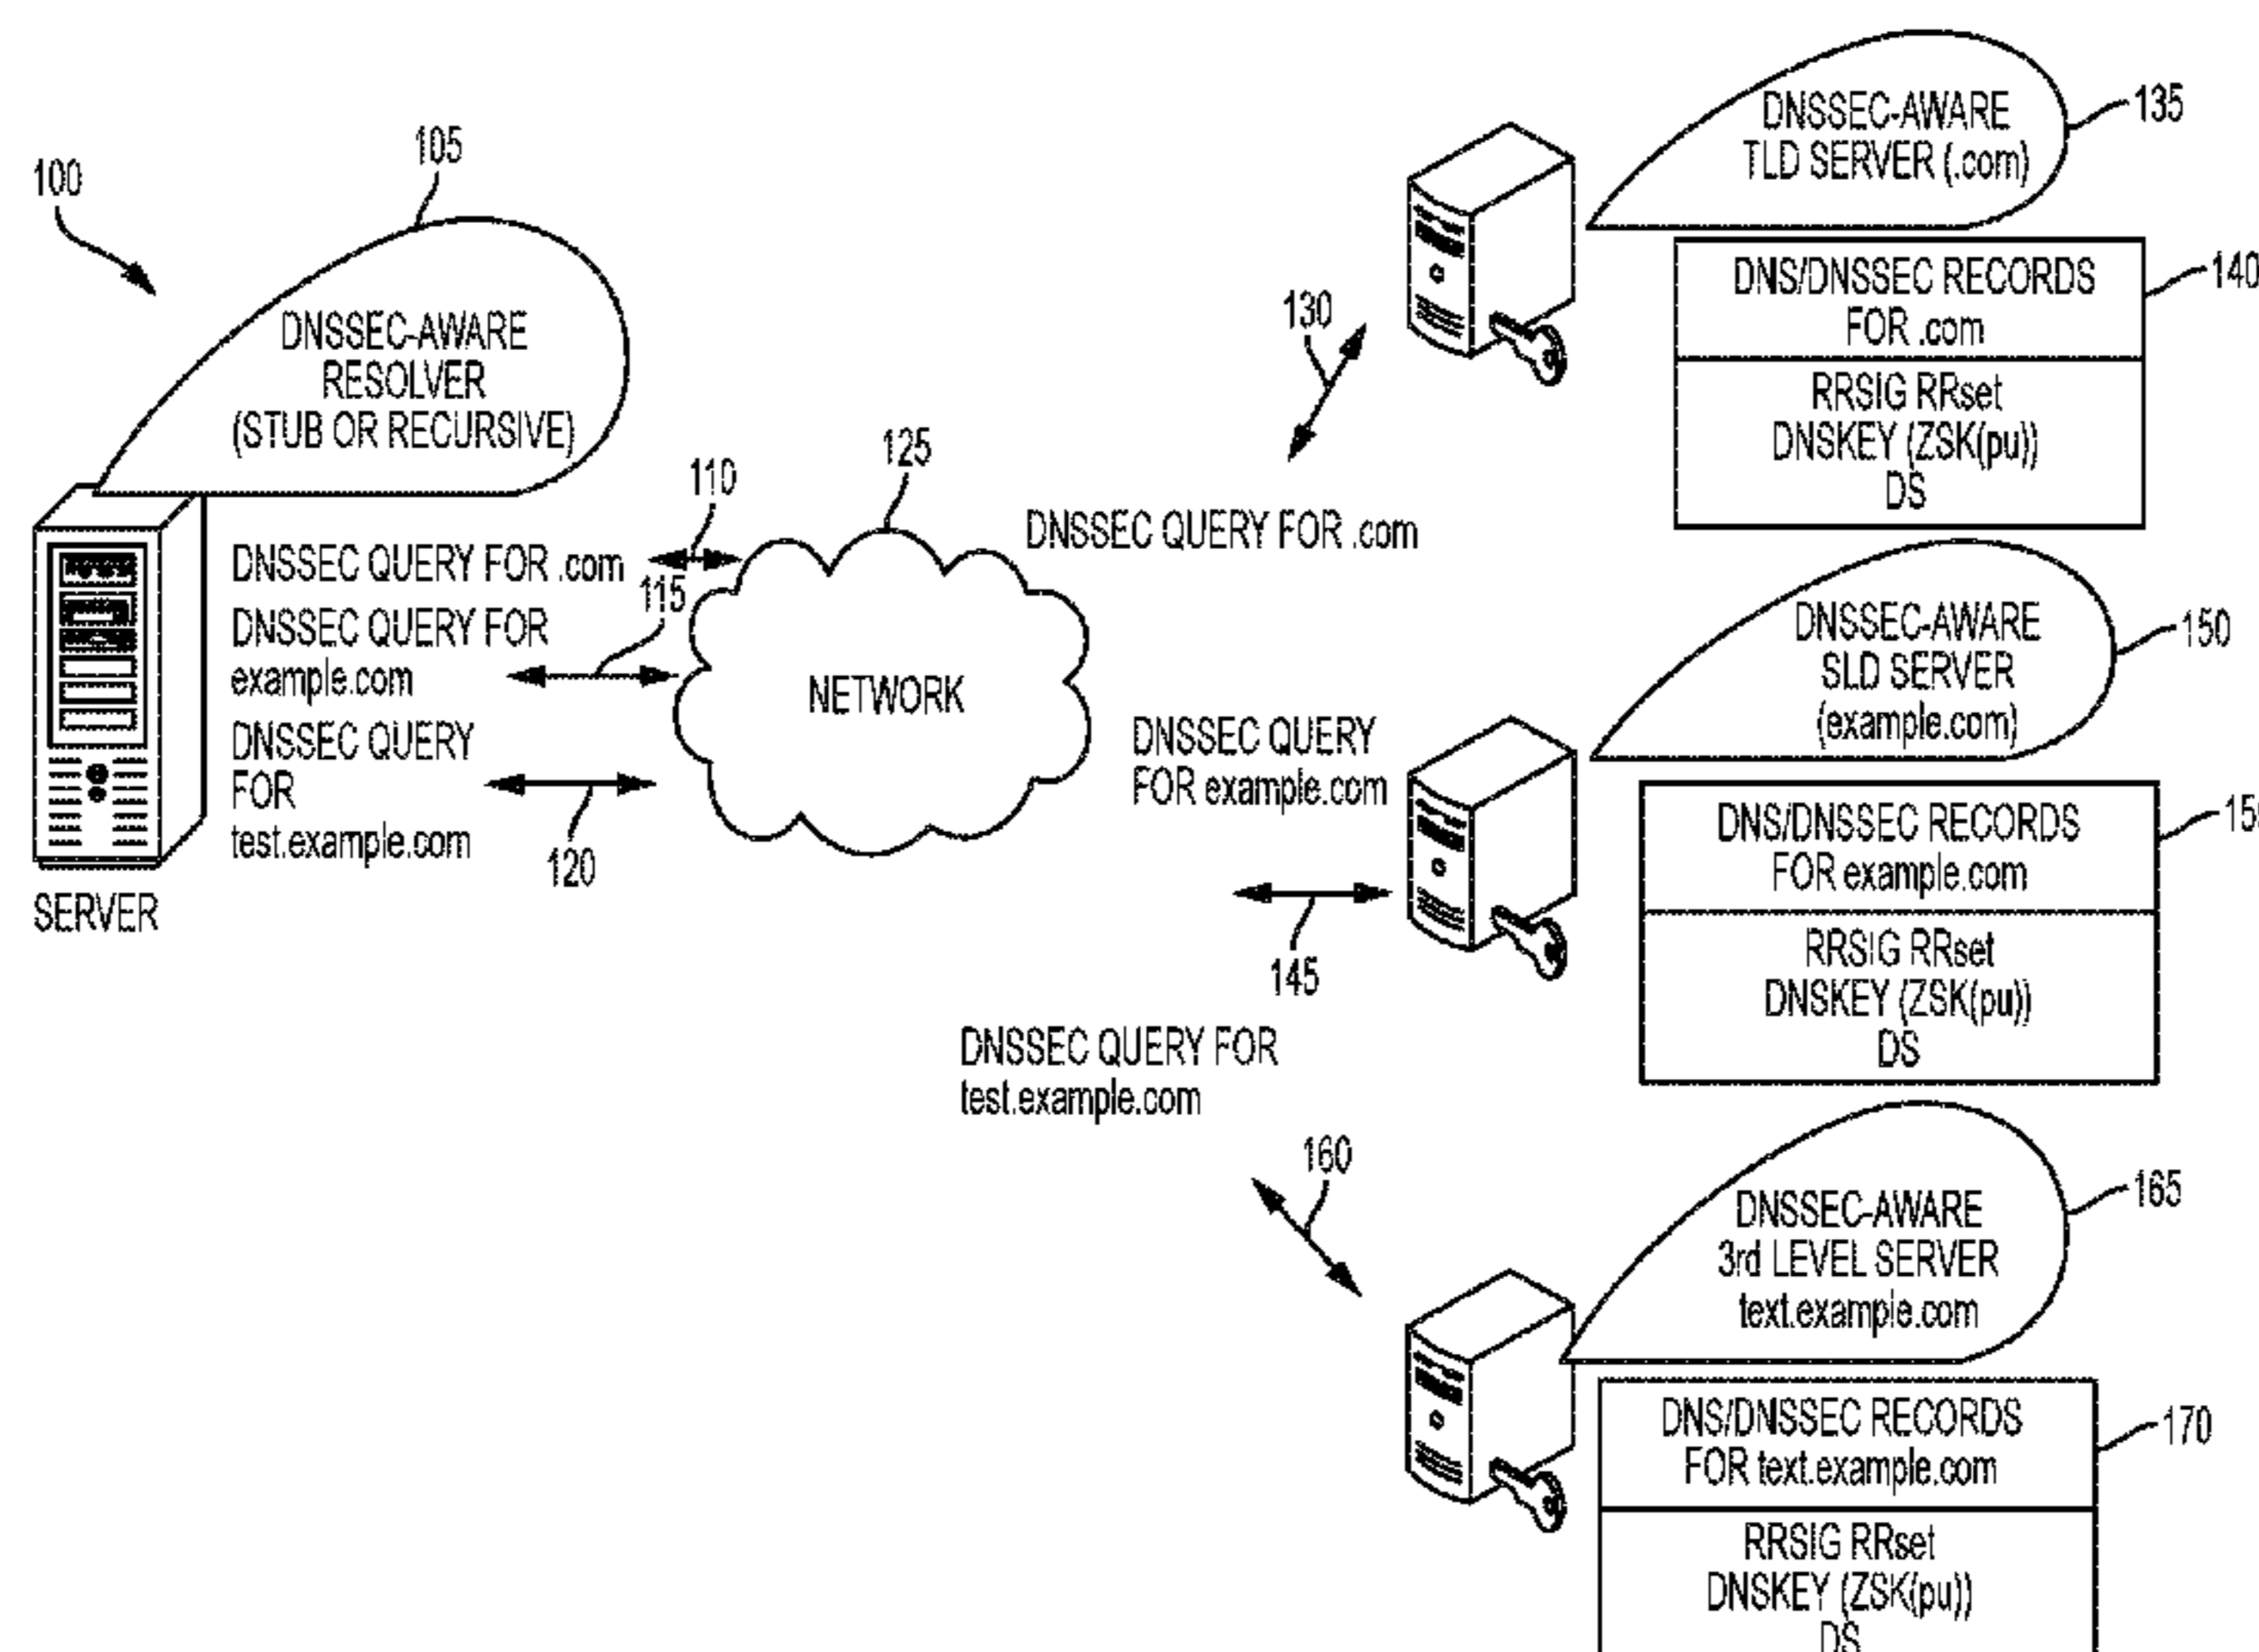 100
105
DNSSEC-AWARE
RESOLVER
(STUB OR RECURSIVE)
SERVER
DNSSEC QUERY FOR .com
110
DNSSEC QUERY FOR
example.com
115
DNSSEC QUERY
FOR
test.example.com
120
125
NETWORK
DNSSEC QUERY FOR .com
130
DNSSEC-AWARE
TLD SERVER (.com)
135
DNS/DNSSEC RECORDS
FOR .com
140
RRSIG RRset
DNSKEY (ZSK(pu))
DS
DNSSEC QUERY
FOR example.com
145
DNSSEC-AWARE
SLD SERVER
(example.com)
150
DNS/DNSSEC RECORDS
FOR example.com
RRSIG RRset
DNSKEY (ZSK(pu))
DS
DNSSEC QUERY FOR
test.example.com
160
DNSSEC-AWARE
3rd LEVEL SERVER
text.example.com
165
DNS/DNSSEC RECORDS
FOR text.example.com
170
RRSIG RRset
DNSKEY (ZSK(pu))
DS